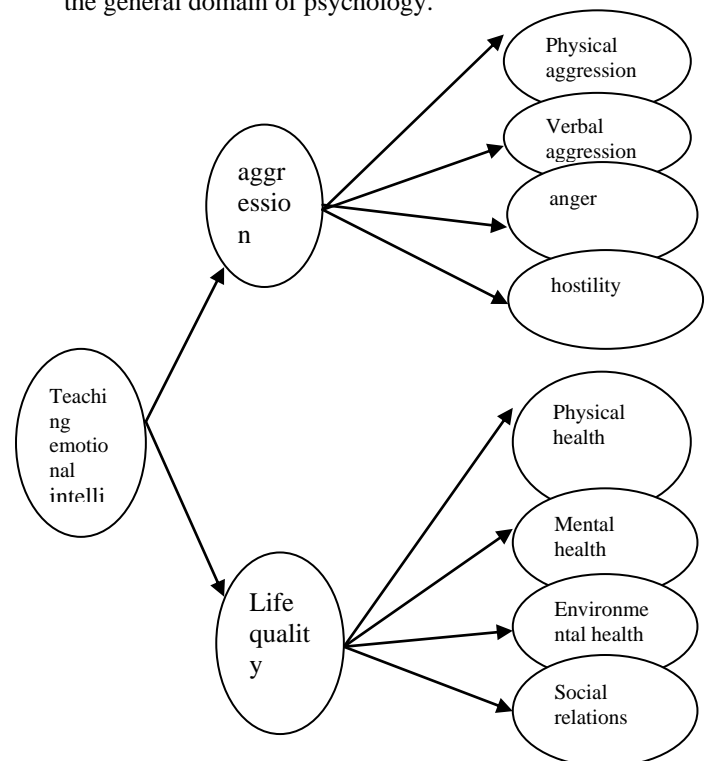 the general domain of psychology.
Physical
aggression
Verbal
aggression
anger
hostility
aggr
essio
n
Teachi
ng
emotio
nal
intelli
Physical
health
Mental
health
Environme
ntal health
Social
relations
Life
qualit
y